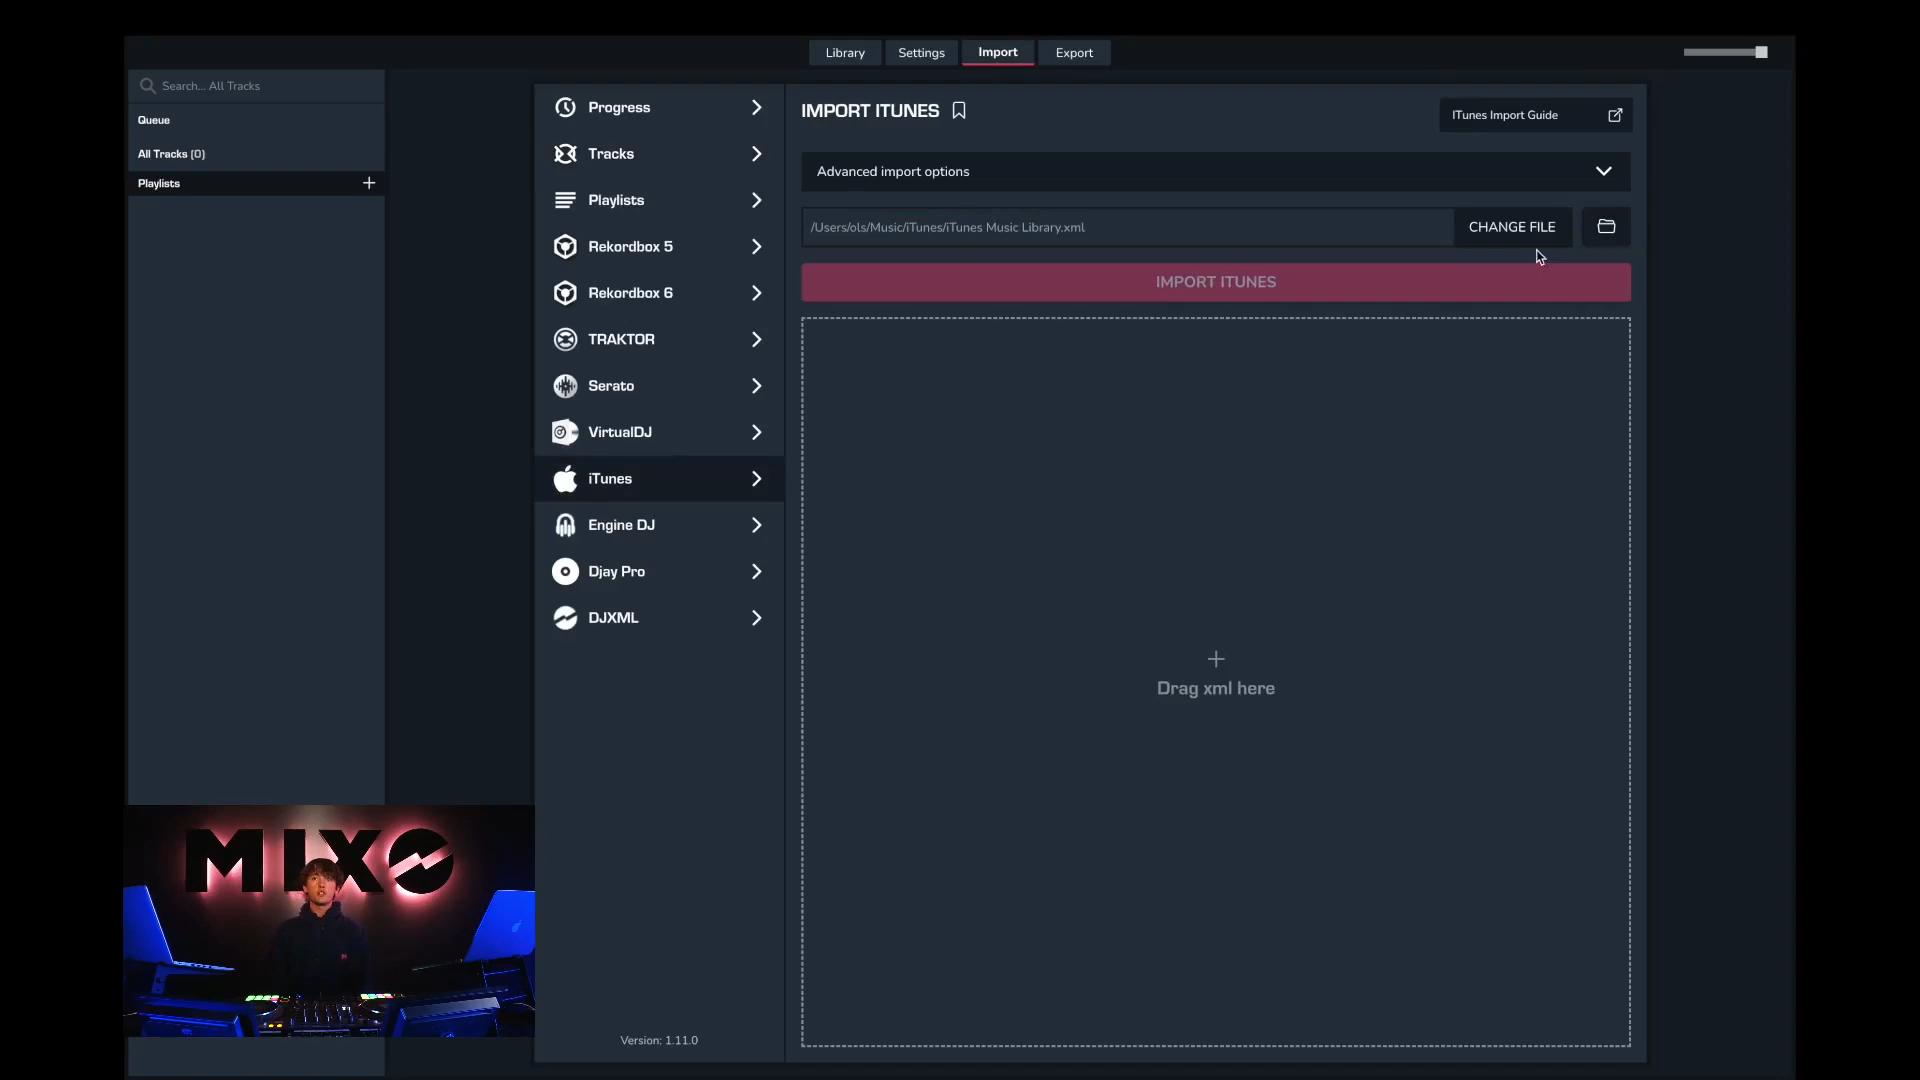 Library
Settings
Import
Export
Search... All Tracks
Queue
All Tracks (0)
Playlists
Progress
Tracks
Playlists
Rekordbox 5
Rekordbox 6
TRAKTOR
Serato
VirtualDJ
iTunes
Engine DJ
Djay Pro
DJXML
Version: 1.11.0
IMPORT ITUNES
ITunes Import Guide
Advanced import options
/Users/ols/Music/iTunes/iTunes Music Library.xml
CHANGE FILE
IMPORT ITUNES
Drag xml here
MIXO